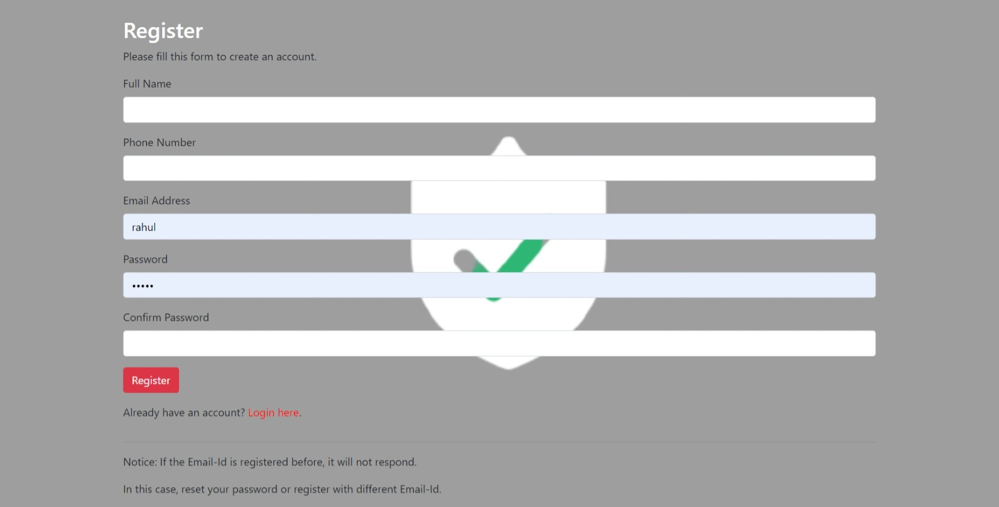 Register
Please fill this form to create an account.
Full Name
Phone Number
Email Address
rahul
Password
•••••
Confirm Password
Register
Already have an account? Login here.
Notice: If the Email-Id is registered before, it will not respond.
In this case, reset your password or register with different Email-Id.